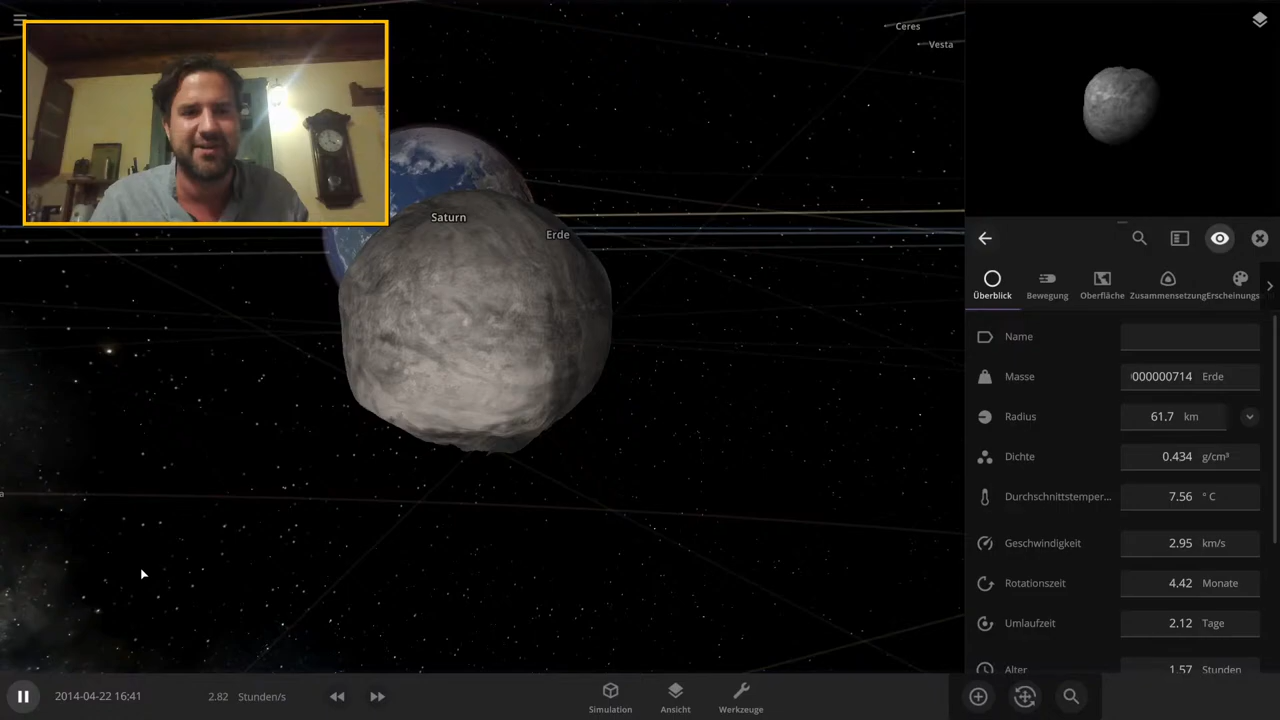 Ceres
Vesta
Saturn
Erde
Überblick
Bewegung
Oberfläche
Zusammensetzung
Erscheinungs
Name
Masse
000000714 Erde
Radius
61.7 km
Dichte
0.434 g/cm³
Durchschnittstemper...
7.56 ° C
Geschwindigkeit
2.95 km/s
Rotationszeit
4.42 Monate
Umlaufzeit
2.12 Tage
Alter
1.57 Stunden
2014-04-22 16:41
2.82 Stunden/s
Simulation
Ansicht
Werkzeuge